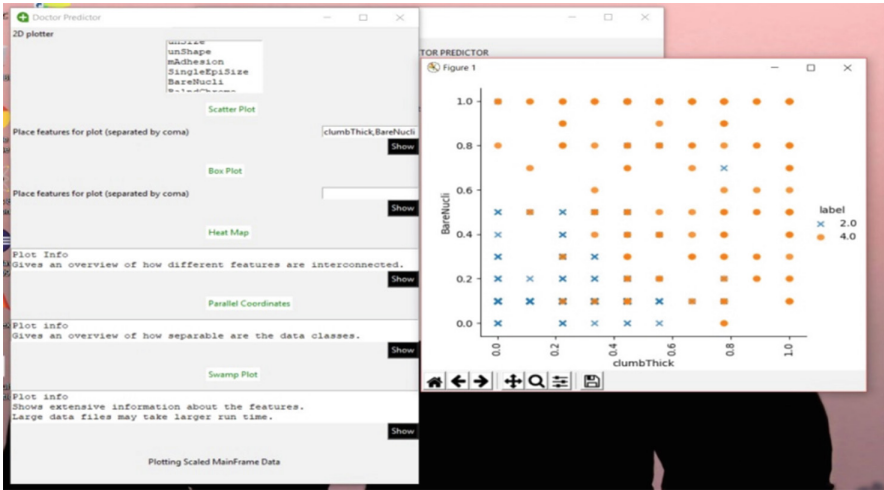 Doctor Predictor
2D plotter
unSize
unShape
mAdhesion
SingleEpiSize
BareNucli
Scatter Plot
Place features for plot (separated by coma)
clumbThick,BareNucli
Show
Box Plot
Place features for plot (separated by coma)
Show
Heat Map
Plot Info
Gives an overview of how different features are interconnected.
Show
Parallel Coordinates
Plot info
Gives an overview of how separable are the data classes.
Show
Swamp Plot
Plot info
Shows extensive information about the features.
Large data files may take larger run time.
Show
Plotting Scaled MainFrame Data
TOR PREDICTOR
Figure 1
1.0
0.8
0.6
0.4
0.2
0.0
BareNucli
0.0
0.2
0.4
0.6
0.8
1.0
clumbThick
label
2.0
4.0